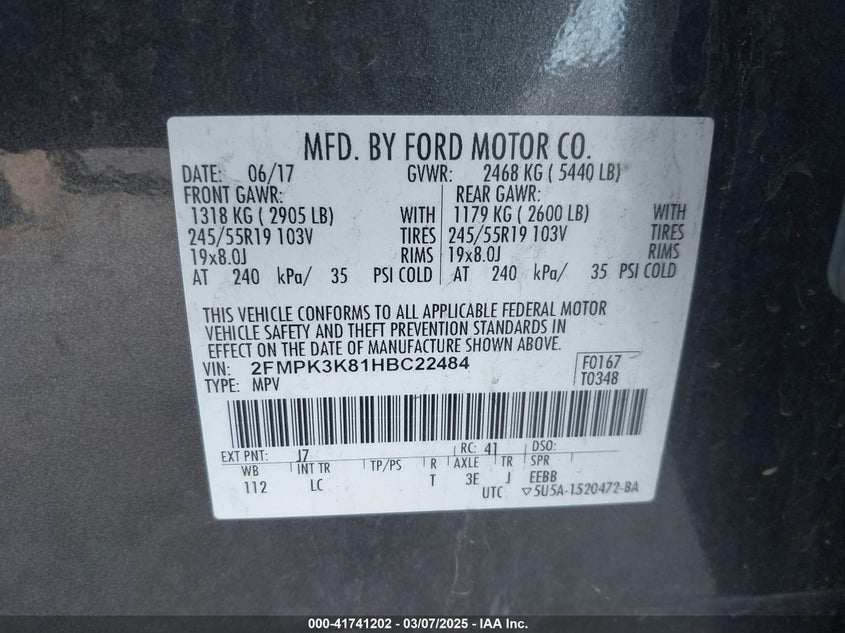 MFD. BY FORD MOTOR CO.
DATE: 06/17 GVWR: 2468 KG ( 5440 LB)
FRONT GAWR: REAR GAWR:
1318 KG ( 2905 LB) WITH 1179 KG ( 2600 LB) WITH
245/55R19 103V TIRES 245/55R19 103V TIRES
19x8.0J RIMS 19x8.0J RIMS
AT 240 kPa/ 35 PSI COLD AT 240 kPa/ 35 PSI COLD
THIS VEHICLE CONFORMS TO ALL APPLICABLE FEDERAL MOTOR
VEHICLE SAFETY AND THEFT PREVENTION STANDARDS IN
EFFECT ON THE DATE OF MANUFACTURE SHOWN ABOVE.
VIN: 2FMPK3K81HBC22484 F0167
TYPE: MPV T0348
EXT PNT: J7 RC: 41 DSO:
WB INT TR TP/PS R AXLE TR SPR
112 LC T 3E J EEBB
UTC ▽5U5A-1520472-BA
000-41741202 — 03/07/2025 — IAA Inc.